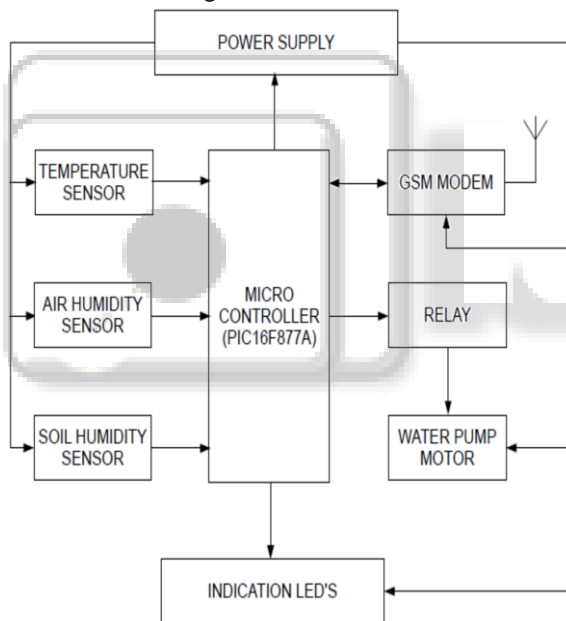 POWER SUPPLY
TEMPERATURE
SENSOR
GSM MODEM
AIR HUMIDITY
SENSOR
MICRO
CONTROLLER
(PIC16F877A)
RELAY
SOIL HUMIDITY
SENSOR
WATER PUMP
MOTOR
INDICATION LED'S